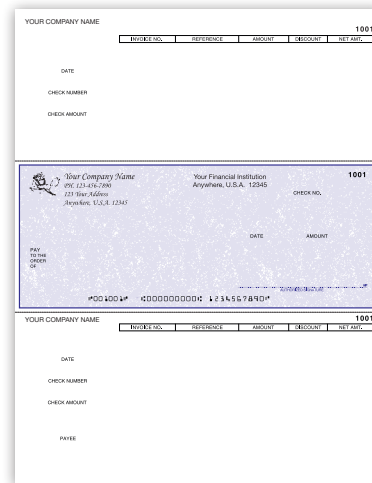 YOUR COMPANY NAME
1001
INVOICE NO. REFERENCE AMOUNT DISCOUNT NET AMT.
DATE
CHECK NUMBER
CHECK AMOUNT
Your Company Name
PH. 123-456-7890
123 Your Address
Anywhere, U.S.A. 12345
Your Financial Institution
Anywhere, U.S.A. 12345
1001
CHECK NO.
DATE AMOUNT
PAY
TO THE
ORDER
OF
⑈001001⑈ ⑆000000000⑆ 1234567890⑈
YOUR COMPANY NAME
1001
INVOICE NO. REFERENCE AMOUNT DISCOUNT NET AMT.
DATE
CHECK NUMBER
CHECK AMOUNT
PAYEE